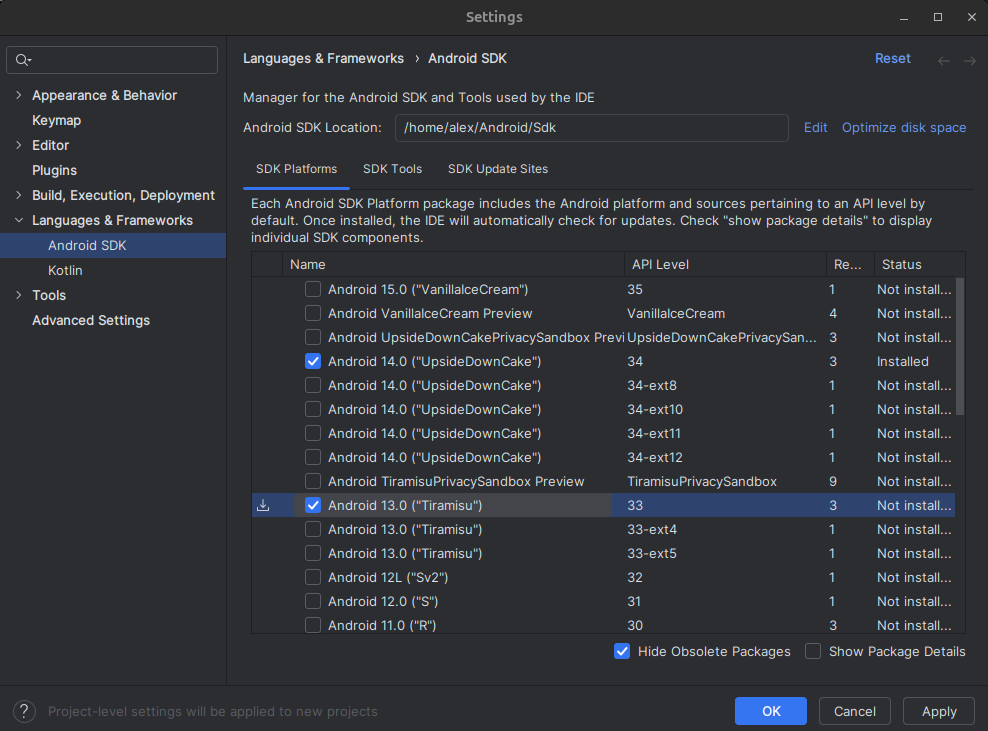 Settings
Languages & Frameworks › Android SDK
Reset
Appearance & Behavior
Keymap
Editor
Plugins
Build, Execution, Deployment
Languages & Frameworks
Android SDK
Kotlin
Tools
Advanced Settings
Manager for the Android SDK and Tools used by the IDE
Android SDK Location: /home/alex/Android/Sdk Edit Optimize disk space
SDK Platforms SDK Tools SDK Update Sites
Each Android SDK Platform package includes the Android platform and sources pertaining to an API level by
default. Once installed, the IDE will automatically check for updates. Check "show package details" to display
individual SDK components.
Name API Level Re... Status
Android 15.0 ("VanillaIceCream") 35 1 Not install...
Android VanillaIceCream Preview VanillaIceCream 4 Not install...
Android UpsideDownCakePrivacySandbox Previ UpsideDownCakePrivacySan... 3 Not install...
Android 14.0 ("UpsideDownCake") 34 3 Installed
Android 14.0 ("UpsideDownCake") 34-ext8 1 Not install...
Android 14.0 ("UpsideDownCake") 34-ext10 1 Not install...
Android 14.0 ("UpsideDownCake") 34-ext11 1 Not install...
Android 14.0 ("UpsideDownCake") 34-ext12 1 Not install...
Android TiramisuPrivacySandbox Preview TiramisuPrivacySandbox 9 Not install...
Android 13.0 ("Tiramisu") 33 3 Not install...
Android 13.0 ("Tiramisu") 33-ext4 1 Not install...
Android 13.0 ("Tiramisu") 33-ext5 1 Not install...
Android 12L ("Sv2") 32 1 Not install...
Android 12.0 ("S") 31 1 Not install...
Android 11.0 ("R") 30 3 Not install...
Hide Obsolete Packages Show Package Details
? Project-level settings will be applied to new projects
OK Cancel Apply